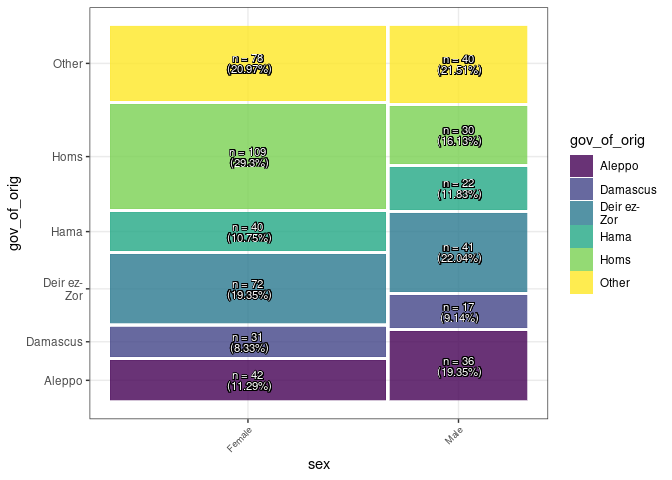 gov_of_orig
Other
Homs
Hama
Deir ez-
Zor
Damascus
Aleppo
n = 78
(20.97%)
n = 109
(29.3%)
n = 40
(10.75%)
n = 72
(19.35%)
n = 31
(8.33%)
n = 42
(11.29%)
n = 40
(21.51%)
n = 30
(16.13%)
n = 22
(11.83%)
n = 41
(22.04%)
n = 17
(9.14%)
n = 36
(19.35%)
Female
Male
sex
gov_of_orig
Aleppo
Damascus
Deir ez-
Zor
Hama
Homs
Other